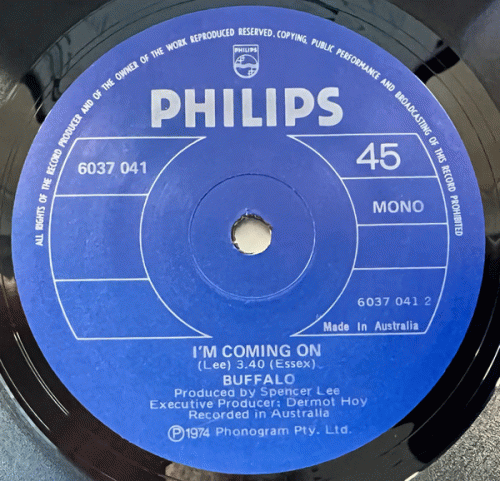 ALL RIGHTS OF THE RECORD PRODUCER AND OF THE OWNER OF THE WORK REPRODUCED RESERVED. COPYING, PUBLIC PERFORMANCE AND BROADCASTING OF THIS RECORD PROHIBITED
PHILIPS
PHILIPS
6037 041
45
MONO
6037 041 2
Made In Australia
I'M COMING ON
(Lee) 3.40 (Essex)
BUFFALO
Produced by Spencer Lee
Executive Producer: Dermot Hoy
Recorded in Australia
Ⓟ1974 Phonogram Pty. Ltd.